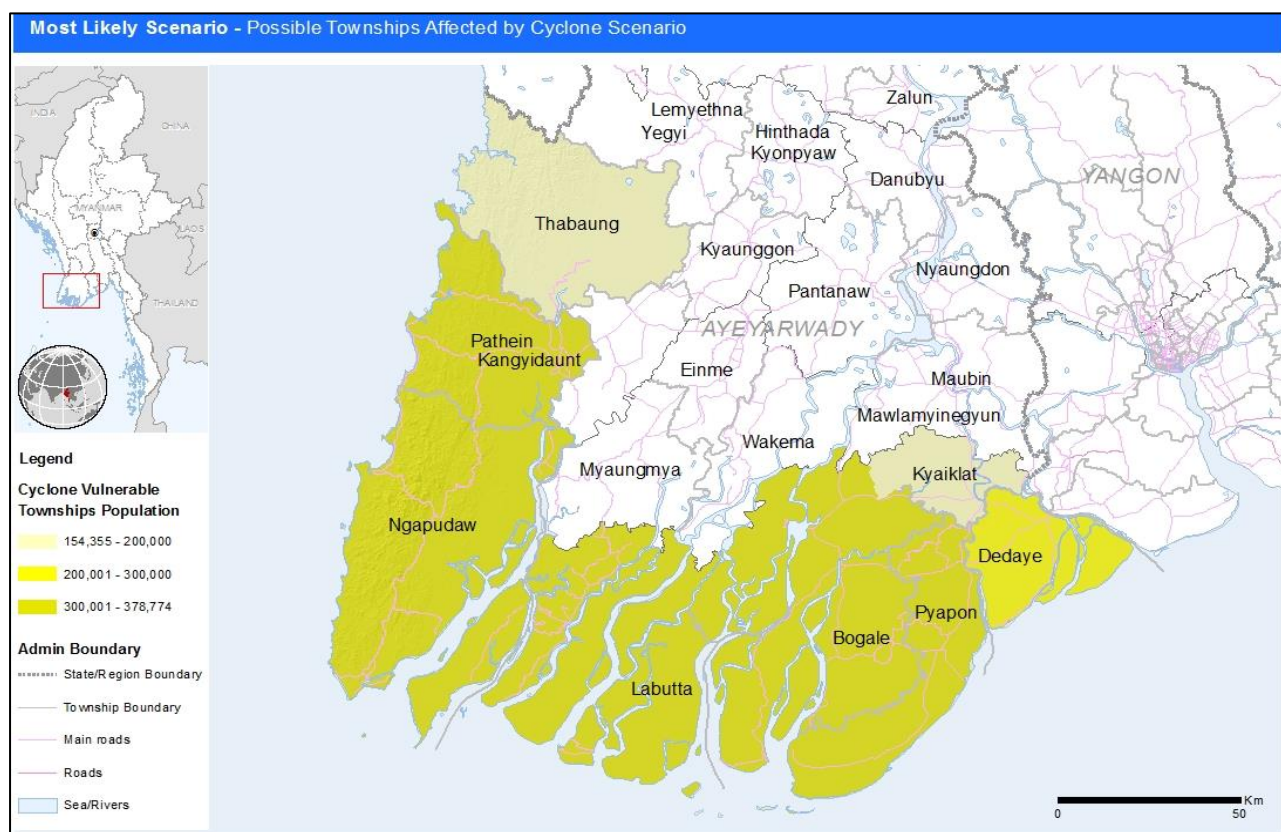 Most Likely Scenario - Possible Townships Affected by Cyclone Scenario
INDIA
CHINA
MYANMAR
LAOS
THAILAND
Legend
Cyclone Vulnerable
Townships Population
154,355 - 200,000
200,001 - 300,000
300,001 - 378,774
Admin Boundary
State/Region Boundary
Township Boundary
Main roads
Roads
Sea/Rivers
Zalun
Lemyethna
Yegyi
Hinthada
Kyonpyaw
Danubyu
YANGON
Thabaung
Kyaunggon
Nyaungdon
Pantanaw
AYEYARWADY
Pathein
Kangyidaunt
Einme
Maubin
Mawlamyinegyun
Wakema
Myaungmya
Kyaiklat
Ngapudaw
Dedaye
Pyapon
Bogale
Labutta
Km
0 50